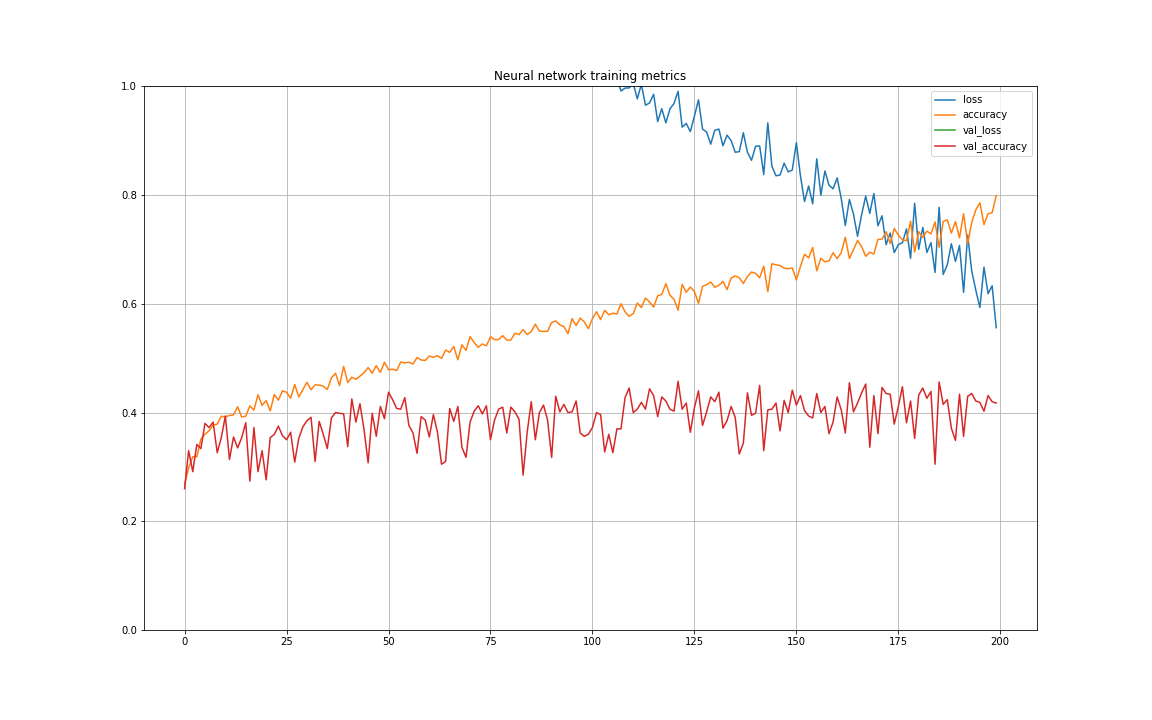 Neural network training metrics
1.0
loss
accuracy
val_loss
val_accuracy
0.8
0.6
0.4
0.2
0.0
0 25 50 75 100 125 150 175 200